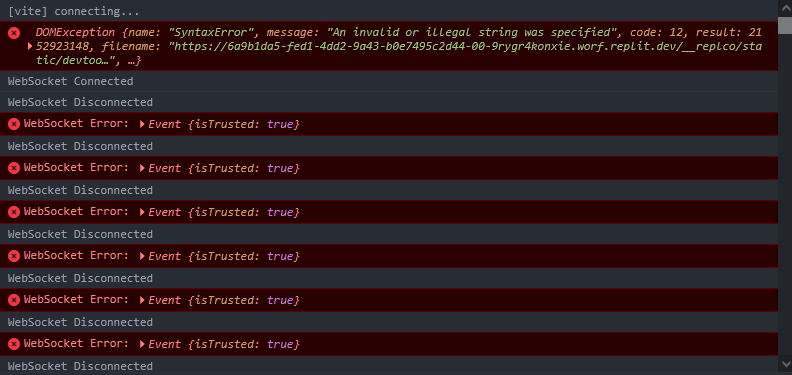 [vite] connecting...
DOMException {name: "SyntaxError", message: "An invalid or illegal string was specified", code: 12, result: 21
52923148, filename: "https://6a9b1da5-fed1-4dd2-9a43-b0e7495c2d44-00-9rygr4konxie.worf.replit.dev/__replco/sta
tic/devtoo…", …}
WebSocket Connected
WebSocket Disconnected
WebSocket Error: Event {isTrusted: true}
WebSocket Disconnected
WebSocket Error: Event {isTrusted: true}
WebSocket Disconnected
WebSocket Error: Event {isTrusted: true}
WebSocket Disconnected
WebSocket Error: Event {isTrusted: true}
WebSocket Disconnected
WebSocket Error: Event {isTrusted: true}
WebSocket Disconnected
WebSocket Error: Event {isTrusted: true}
WebSocket Disconnected